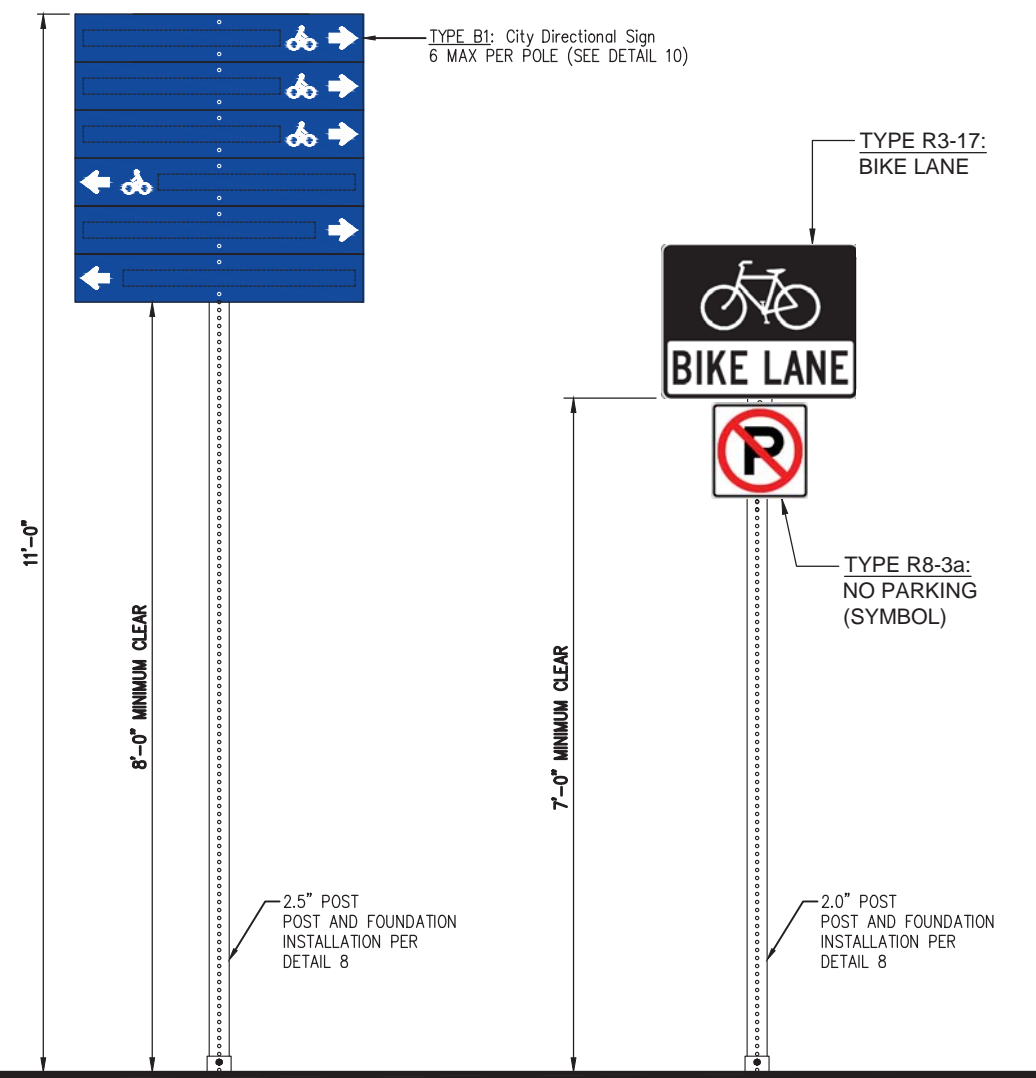 TYPE B1: City Directional Sign
6 MAX PER POLE (SEE DETAIL 10)
11'-0"
8'-0" MINIMUM CLEAR
2.5" POST
POST AND FOUNDATION
INSTALLATION PER
DETAIL 8
TYPE R3-17:
BIKE LANE
BIKE LANE
P
TYPE R8-3a:
NO PARKING
(SYMBOL)
7'-0" MINIMUM CLEAR
2.0" POST
POST AND FOUNDATION
INSTALLATION PER
DETAIL 8